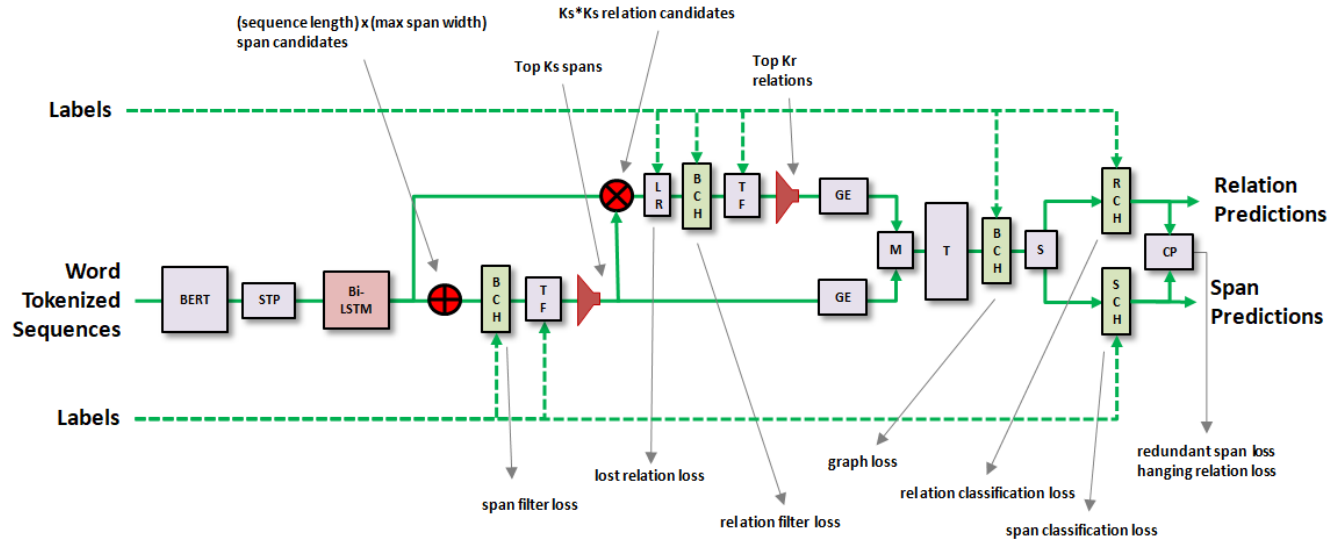 (sequence length) x (max span width)
span candidates
Ks*Ks relation candidates
Top Ks spans
Top Kr
relations
Labels
L
R
B
C
H
T
F
GE
R
C
H
Relation
Predictions
M
T
B
C
H
S
CP
Word
Tokenized
Sequences
BERT
STP
Bi-
LSTM
B
C
H
T
F
GE
S
C
H
Span
Predictions
Labels
redundant span loss
hanging relation loss
graph loss
lost relation loss
relation classification loss
span filter loss
relation filter loss
span classification loss